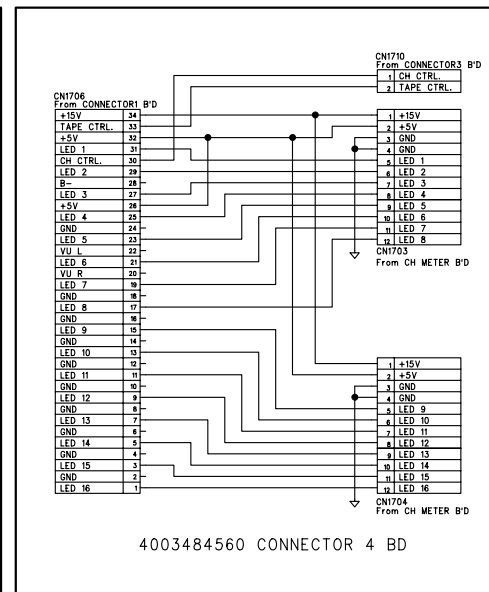 CN1710
From CONNECTOR3 B'D
1 CH CTRL.
2 TAPE CTRL.
CN1706
From CONNECTOR1 B'D
+15V 34
TAPE CTRL. 33
+5V 32
LED 1 31
CH CTRL. 30
LED 2 29
B- 28
LED 3 27
+5V 26
LED 4 25
GND 24
LED 5 23
VU L 22
LED 6 21
VU R 20
LED 7 19
GND 18
LED 8 17
GND 16
LED 9 15
GND 14
LED 10 13
GND 12
LED 11 11
GND 10
LED 12 9
GND 8
LED 13 7
GND 6
LED 14 5
GND 4
LED 15 3
GND 2
LED 16 1
1 +15V
2 +5V
3 GND
4 GND
5 LED 1
6 LED 2
7 LED 3
8 LED 4
9 LED 5
10 LED 6
11 LED 7
12 LED 8
CN1703
From CH METER B'D
1 +15V
2 +5V
3 GND
4 GND
5 LED 9
6 LED 10
7 LED 11
8 LED 12
9 LED 13
10 LED 14
11 LED 15
12 LED 16
CN1704
From CH METER B'D
4003484560 CONNECTOR 4 BD